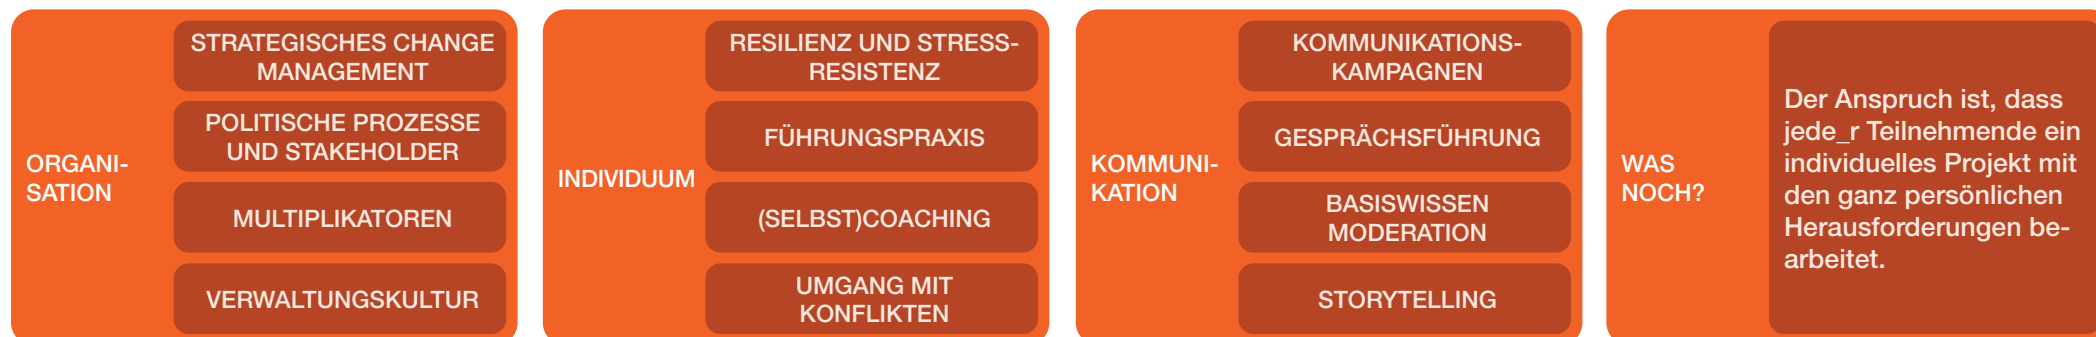 ORGANI-
SATION
STRATEGISCHES CHANGE
MANAGEMENT
POLITISCHE PROZESSE
UND STAKEHOLDER
MULTIPLIKATOREN
VERWALTUNGSKULTUR
INDIVIDUUM
RESILIENZ UND STRESS-
RESISTENZ
FÜHRUNGSPRAXIS
(SELBST)COACHING
UMGANG MIT
KONFLIKTEN
KOMMUNI-
KATION
KOMMUNIKATIONS-
KAMPAGNEN
GESPRÄCHSFÜHRUNG
BASISWISSEN
MODERATION
STORYTELLING
WAS
NOCH?
Der Anspruch ist, dass
jede_r Teilnehmende ein
individuelles Projekt mit
den ganz persönlichen
Herausforderungen be-
arbeitet.